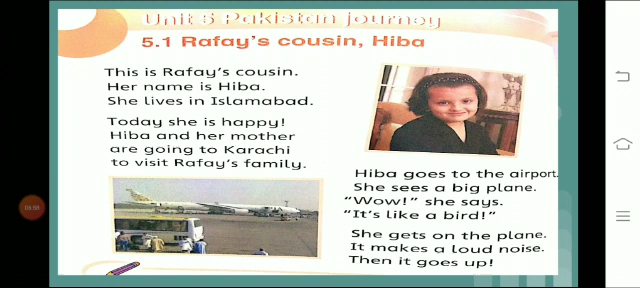 Unit 5 Pakistan journey
5.1 Rafay's cousin, Hiba
This is Rafay's cousin.
Her name is Hiba.
She lives in Islamabad.
Today she is happy!
Hiba and her mother
are going to Karachi
to visit Rafay's family.
Hiba goes to the airport.
She sees a big plane.
"Wow!" she says.
"It's like a bird!"
She gets on the plane.
It makes a loud noise.
Then it goes up!
06:58